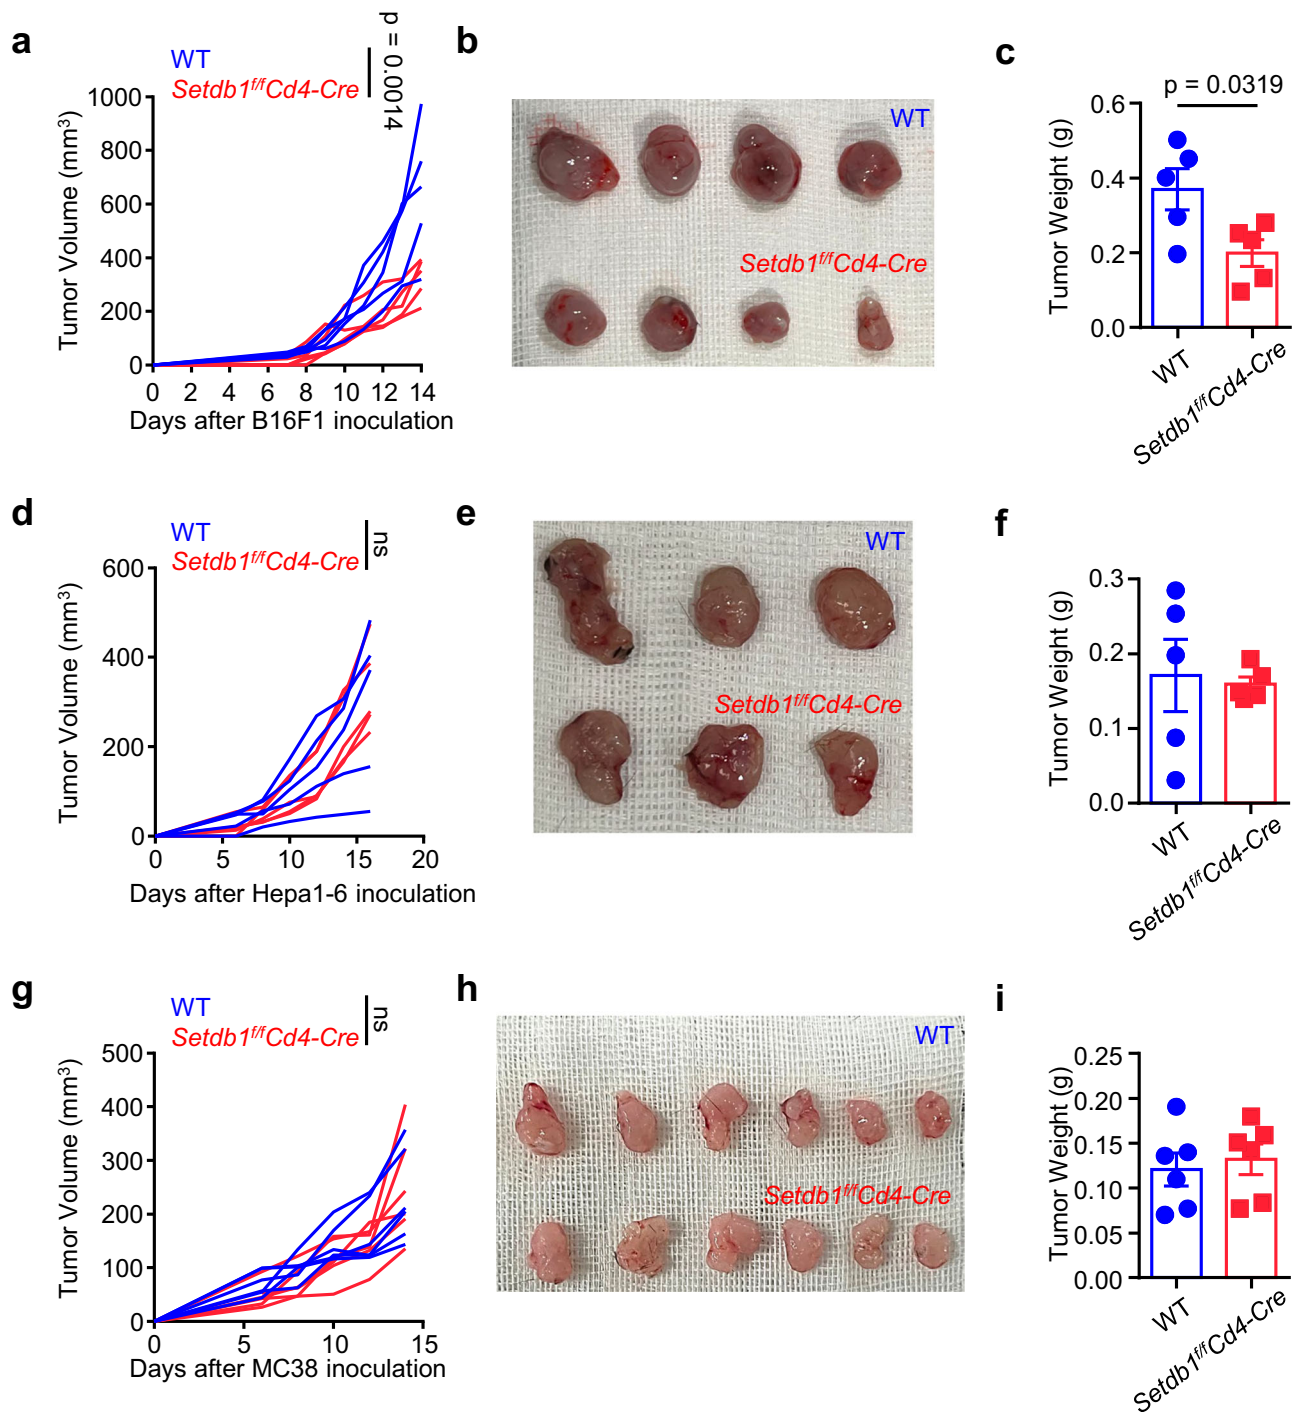 a
WT
Setdb1f/fCd4-Cre
p = 0.0014
Tumor Volume (mm3)
1000
800
600
400
200
0
0 2 4 6 8 10 12 14
Days after B16F1 inoculation
b
WT
Setdb1f/fCd4-Cre
c
p = 0.0319
Tumor Weight (g)
0.6
0.4
0.2
0.0
WT
Setdb1f/fCd4-Cre
d
WT
Setdb1f/fCd4-Cre
ns
Tumor Volume (mm3)
600
400
200
0
0 5 10 15 20
Days after Hepa1-6 inoculation
e
WT
Setdb1f/fCd4-Cre
f
Tumor Weight (g)
0.3
0.2
0.1
0.0
WT
Setdb1f/fCd4-Cre
g
WT
Setdb1f/fCd4-Cre
ns
Tumor Volume (mm3)
500
400
300
200
100
0
0 5 10 15
Days after MC38 inoculation
h
WT
Setdb1f/fCd4-Cre
i
Tumor Weight (g)
0.25
0.20
0.15
0.10
0.05
0.00
WT
Setdb1f/fCd4-Cre